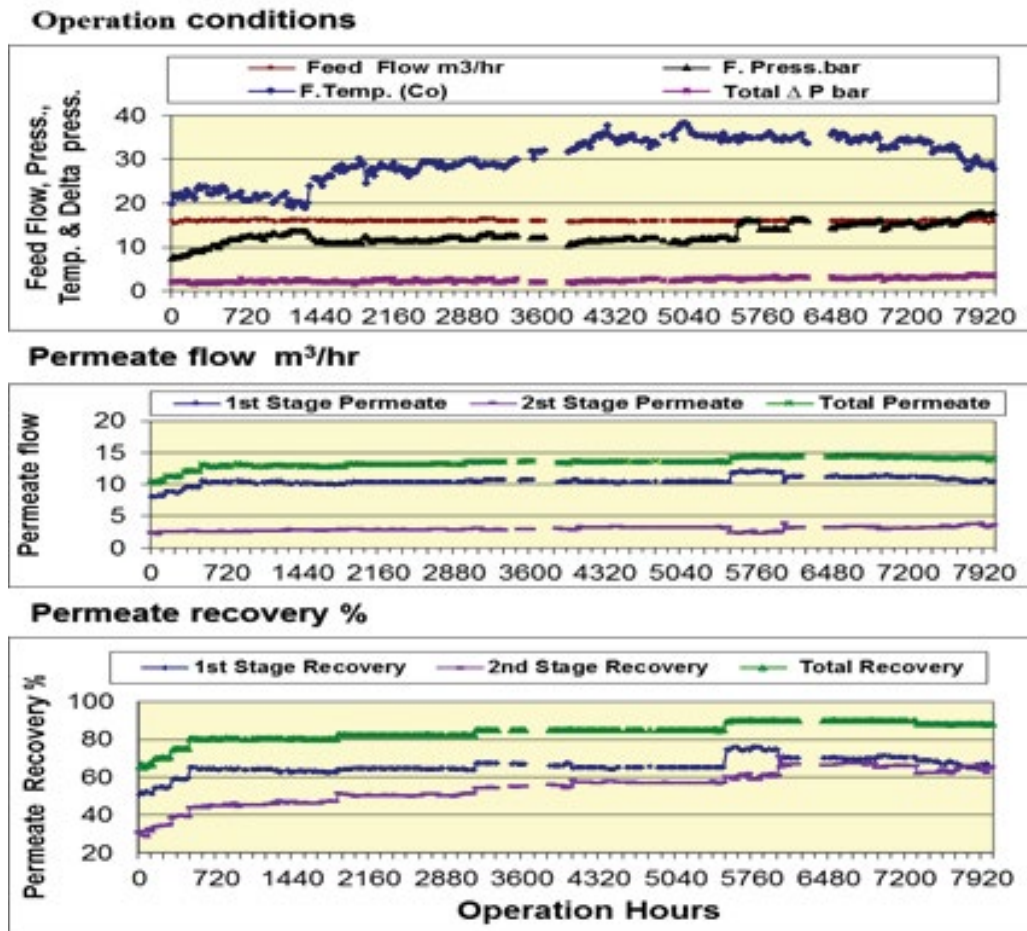 Operation conditions
Feed Flow m3/hr F. Press.bar
F.Temp. (Co) Total Δ P bar
Feed Flow, Press.,
Temp. & Delta press.
40
30
20
10
0
0 720 1440 2160 2880 3600 4320 5040 5760 6480 7200 7920
Permeate flow m³/hr
1st Stage Permeate 2st Stage Permeate Total Permeate
Permeate flow
20
15
10
5
0
0 720 1440 2160 2880 3600 4320 5040 5760 6480 7200 7920
Permeate recovery %
1st Stage Recovery 2nd Stage Recovery Total Recovery
Permeate Recovery %
100
80
60
40
20
0 720 1440 2160 2880 3600 4320 5040 5760 6480 7200 7920
Operation Hours